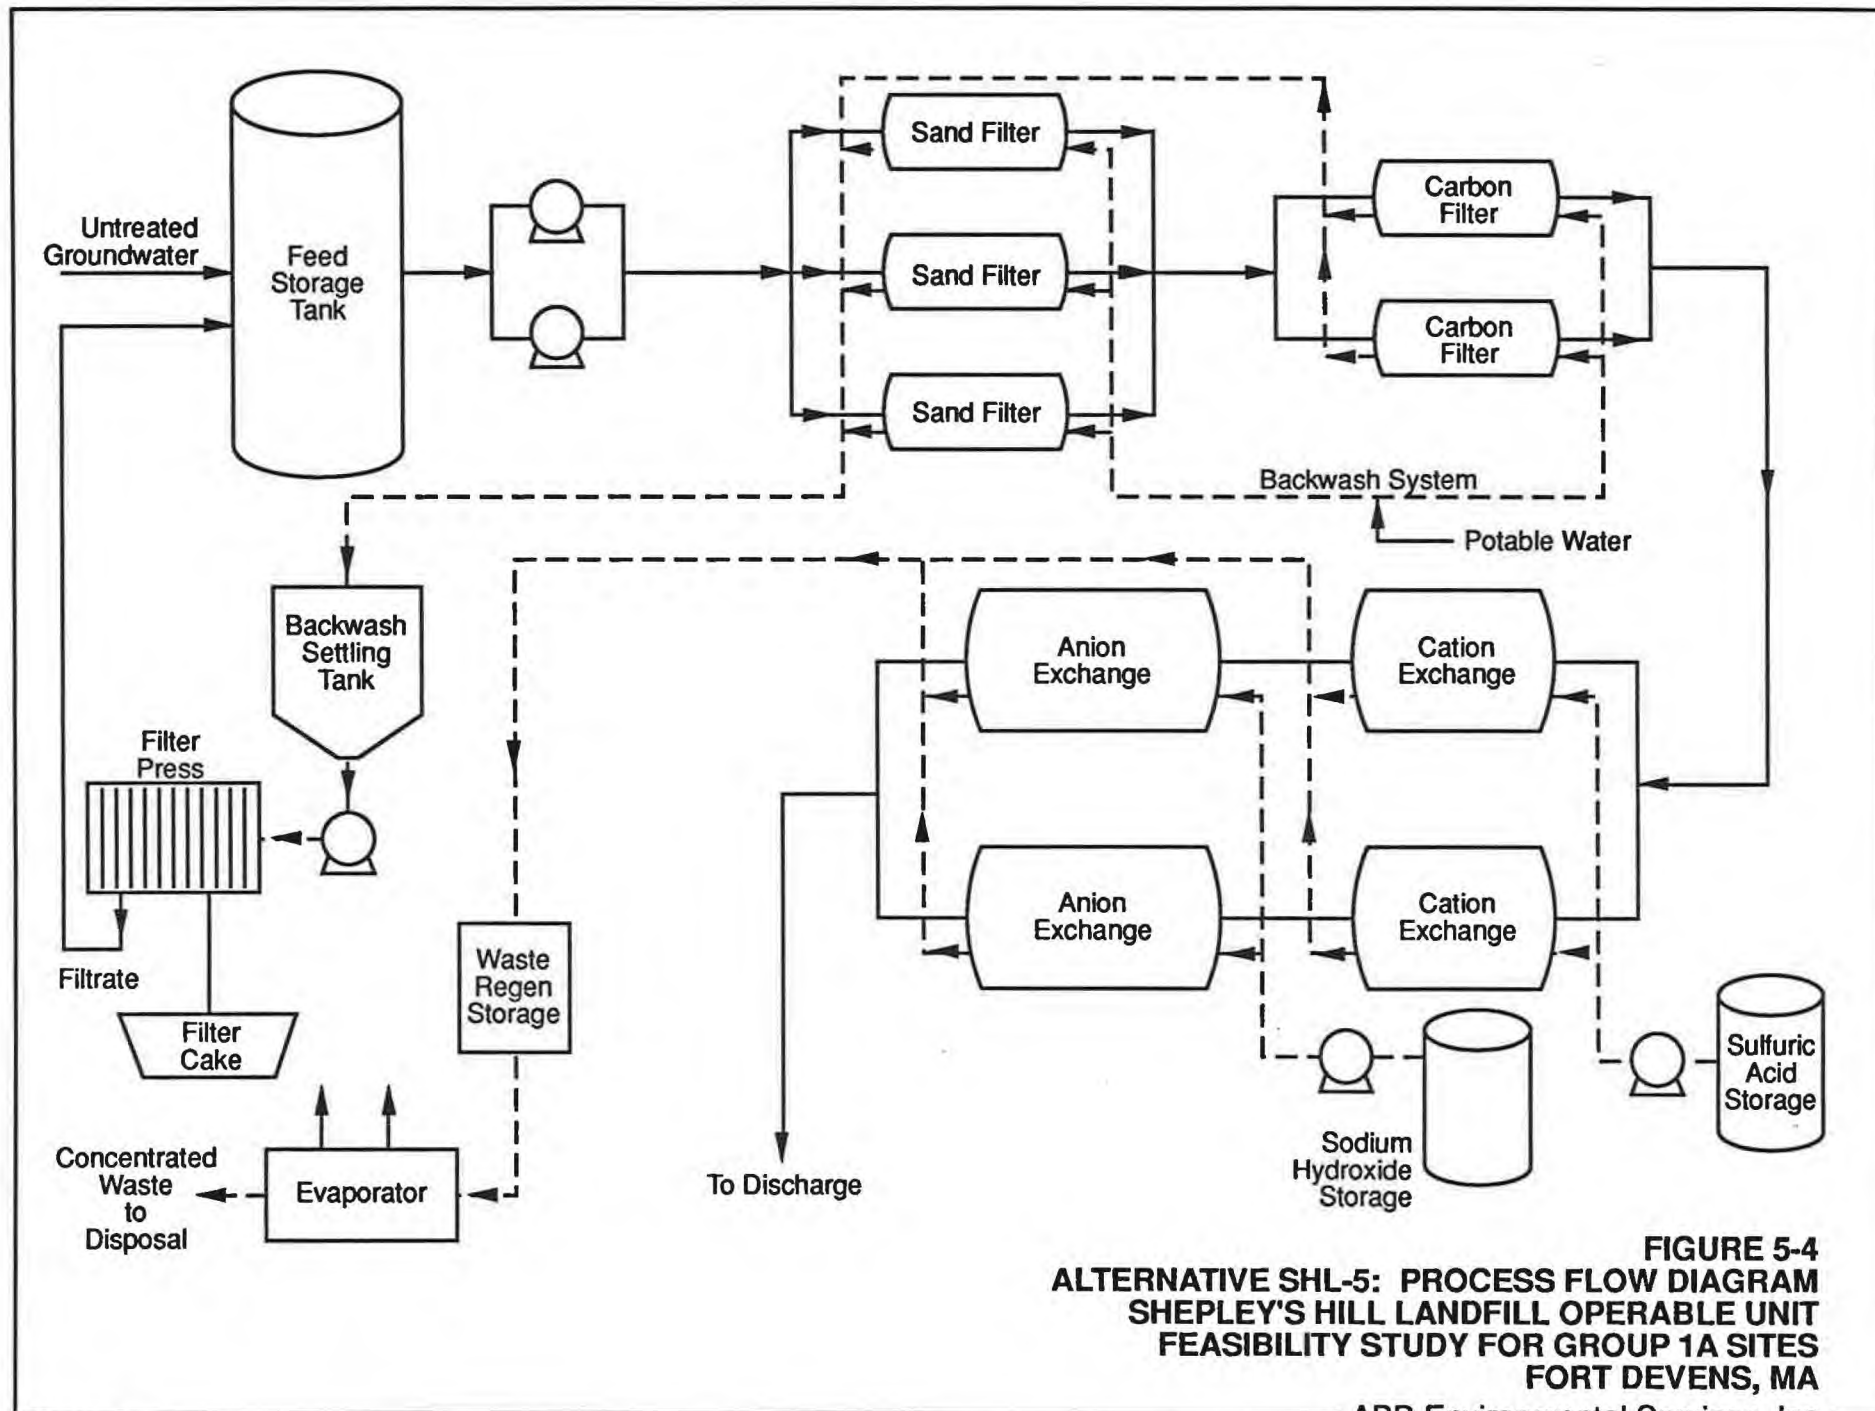 Untreated
Groundwater
Feed
Storage
Tank
Sand Filter
Sand Filter
Sand Filter
Carbon
Filter
Carbon
Filter
Backwash System
Potable Water
Backwash
Settling
Tank
Filter
Press
Filtrate
Filter
Cake
Waste
Regen
Storage
Anion
Exchange
Cation
Exchange
Anion
Exchange
Cation
Exchange
Sodium
Hydroxide
Storage
Sulfuric
Acid
Storage
Concentrated
Waste
to
Disposal
Evaporator
To Discharge
FIGURE 5-4
ALTERNATIVE SHL-5: PROCESS FLOW DIAGRAM
SHEPLEY'S HILL LANDFILL OPERABLE UNIT
FEASIBILITY STUDY FOR GROUP 1A SITES
FORT DEVENS, MA